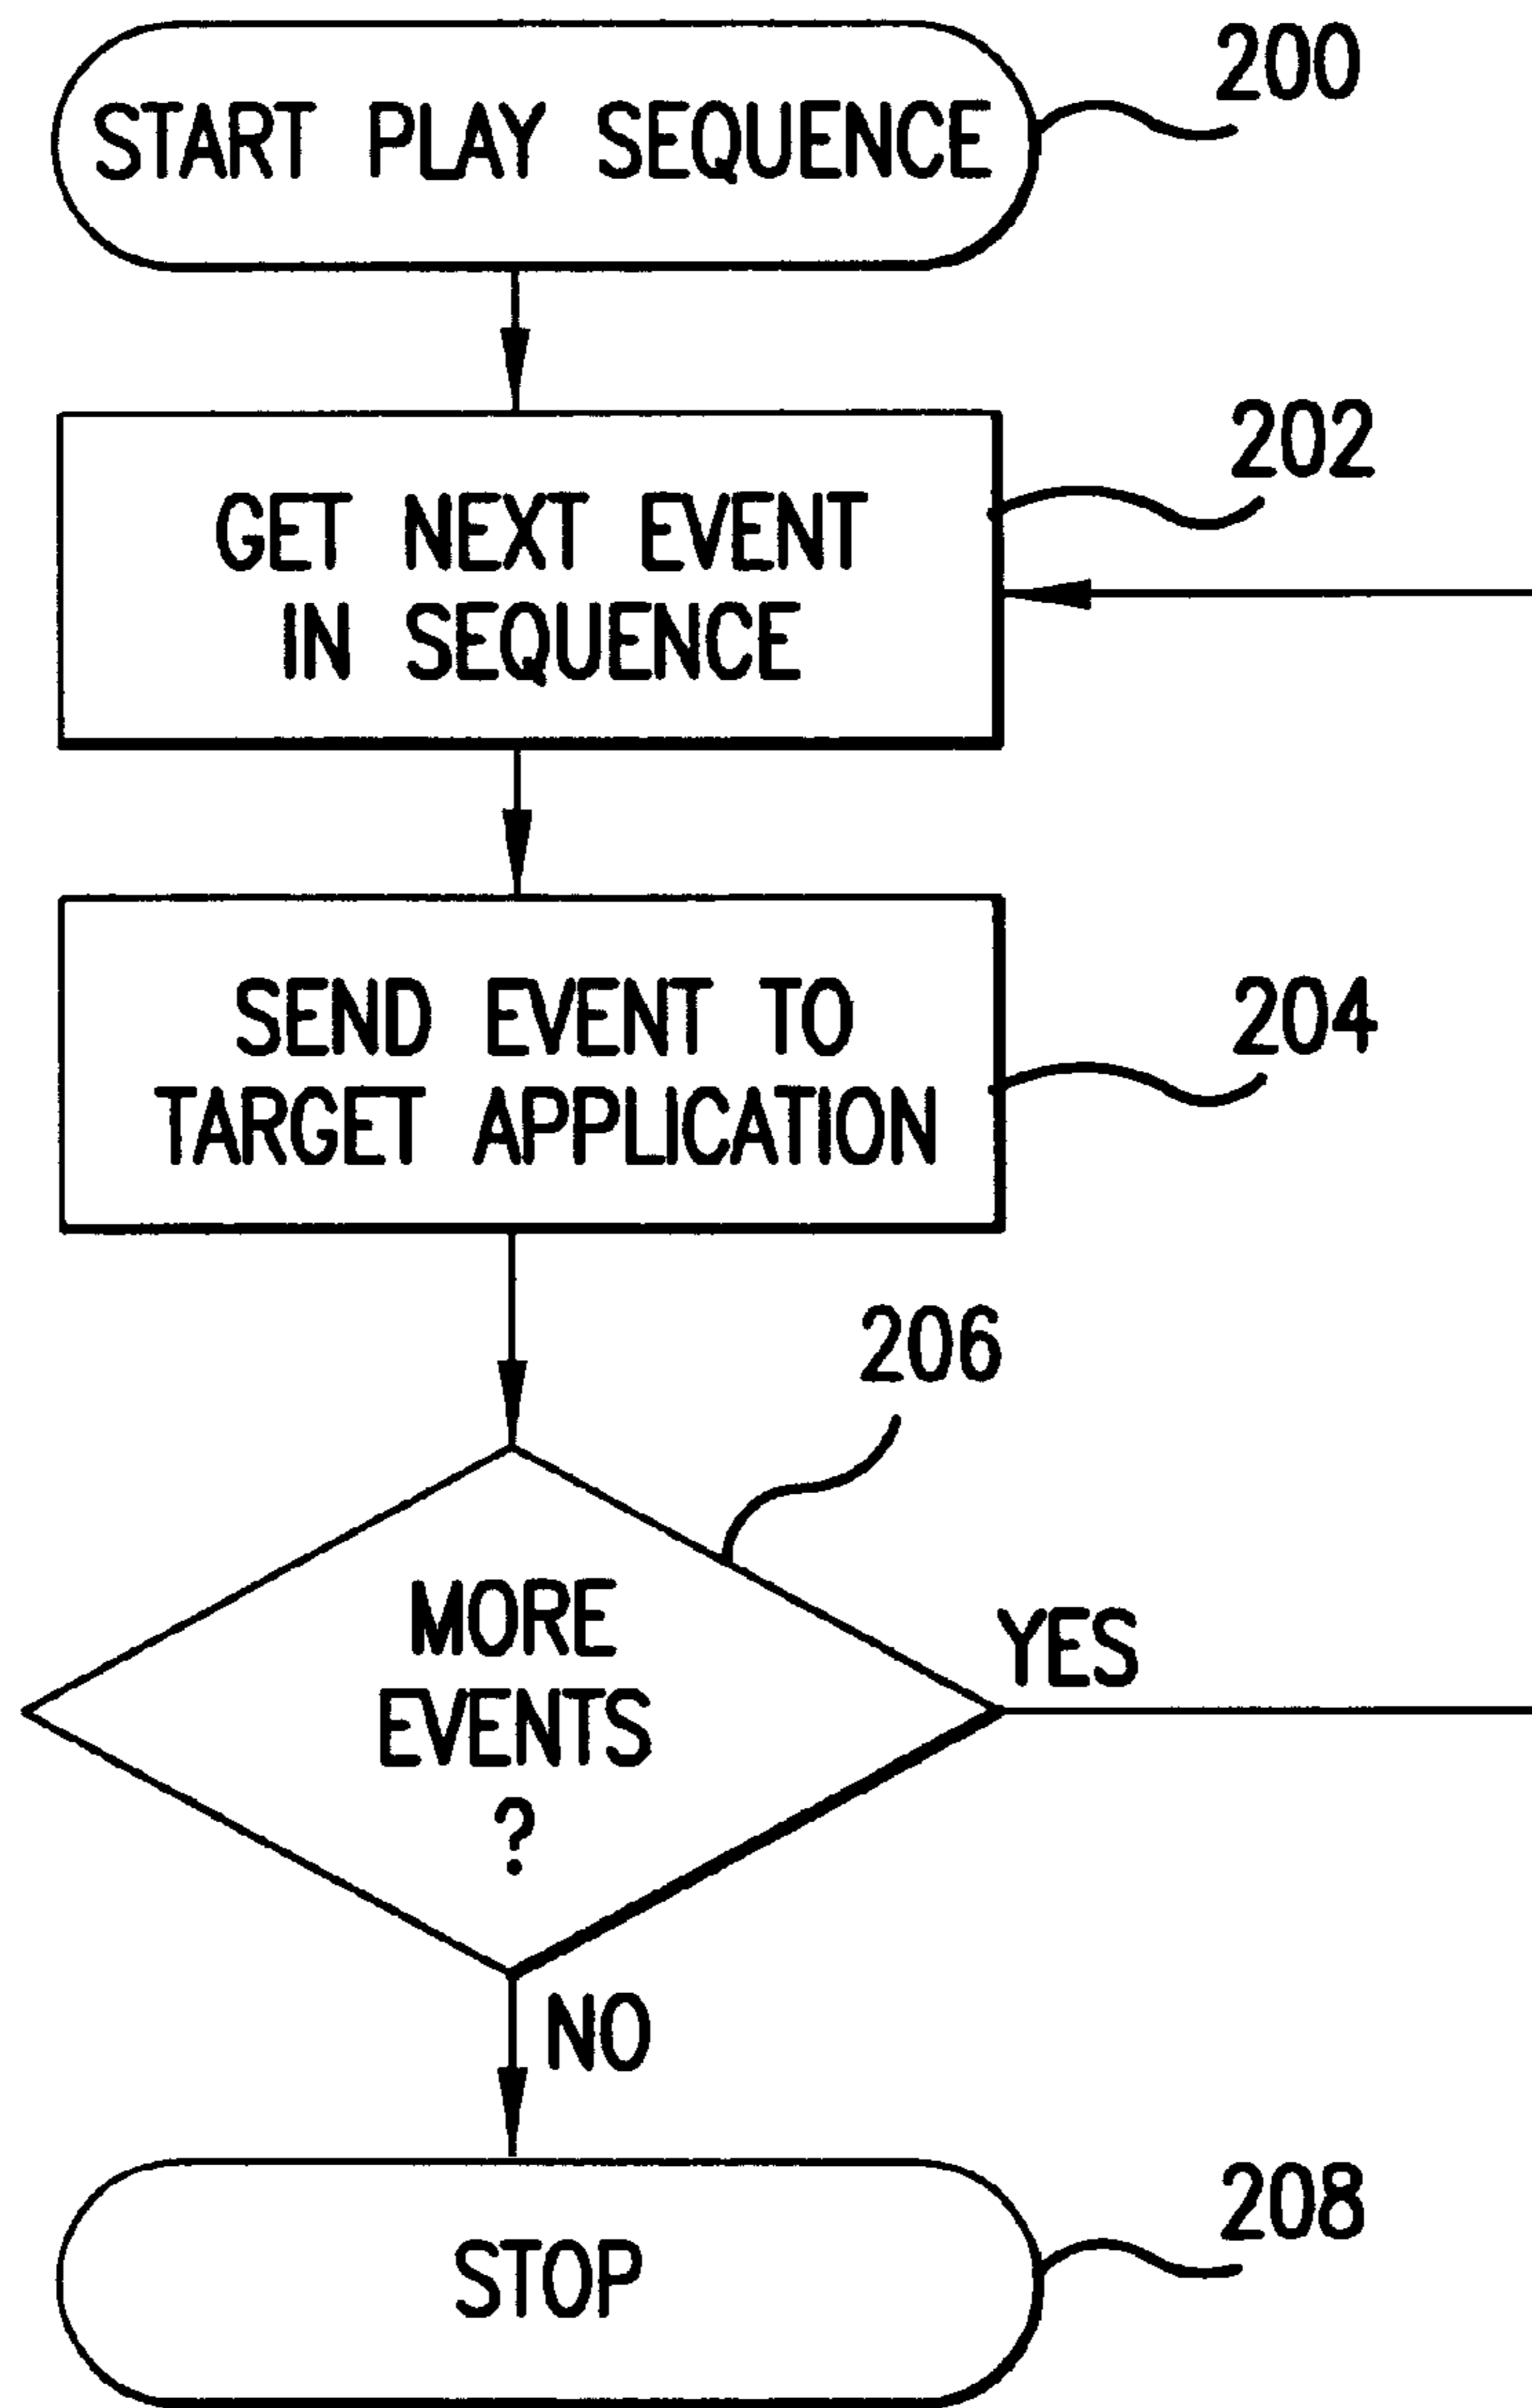 START PLAY SEQUENCE
200
GET NEXT EVENT
IN SEQUENCE
202
SEND EVENT TO
TARGET APPLICATION
204
206
MORE
EVENTS
?
YES
NO
STOP
208